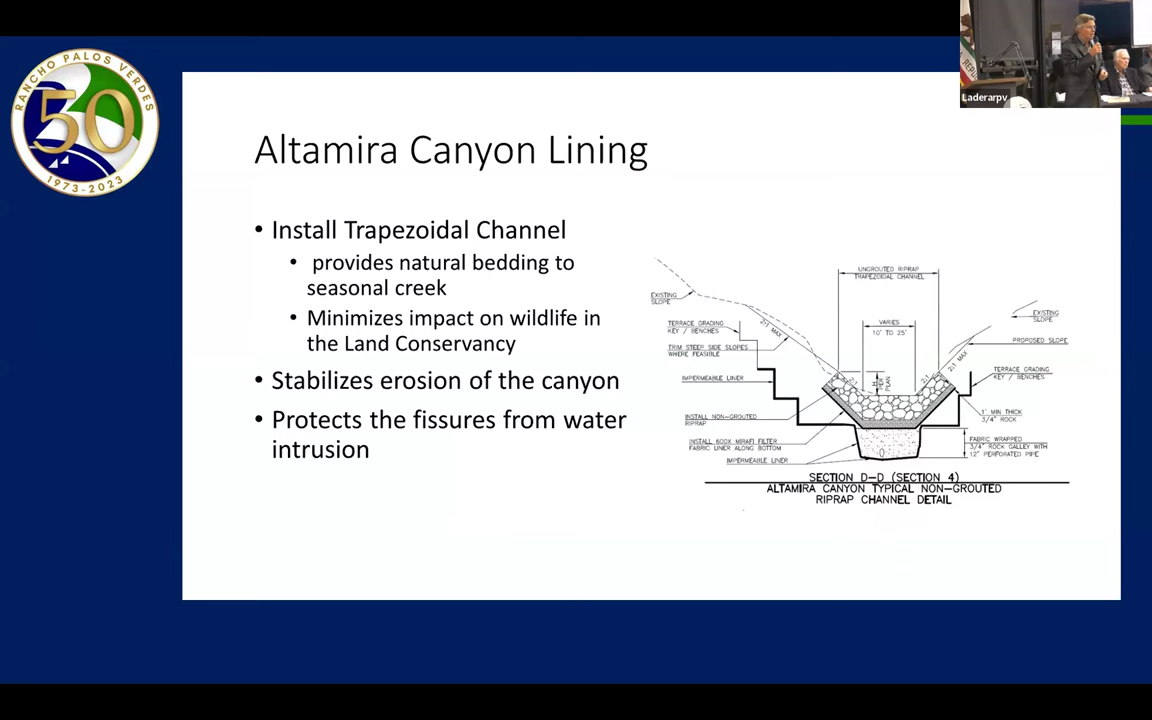 RANCHO PALOS VERDES
50
1973-2023
Laderarpv
Altamira Canyon Lining
• Install Trapezoidal Channel
• provides natural bedding to
seasonal creek
• Minimizes impact on wildlife in
the Land Conservancy
• Stabilizes erosion of the canyon
• Protects the fissures from water
intrusion
UNGROUTED RIPRAP
TRAPEZOIDAL CHANNEL
EXISTING
SLOPE
VARIES
10' TO 25'
TERRACE GRADING
KEY / BENCHES
2:1 MAX
TRIM STEEP SIDE SLOPES
WHERE FEASIBLE
IMPERMEABLE LINER
2:1
H
PER
PLAN
2:1
2:1 MAX
EXISTING
SLOPE
PROPOSED SLOPE
TERRACE GRADING
KEY / BENCHES
INSTALL NON-GROUTED
RIPRAP
1' MIN THICK
3/4" ROCK
INSTALL 600X MIRAFI FILTER
FABRIC LINER ALONG BOTTOM
IMPERMEABLE LINER
FABRIC WRAPPED
3/4" ROCK GALLEY WITH
12" PERFORATED PIPE
SECTION D-D (SECTION 4)
ALTAMIRA CANYON TYPICAL NON-GROUTED
RIPRAP CHANNEL DETAIL